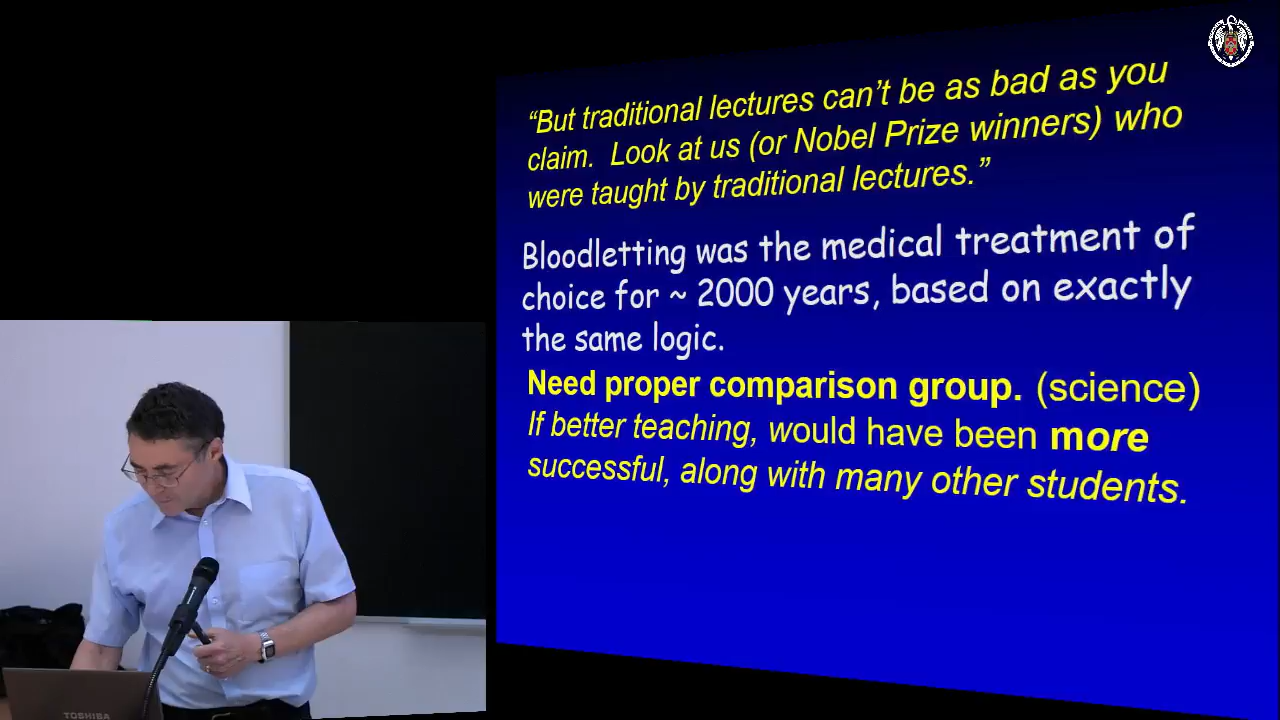 “But traditional lectures can’t be as bad as you
claim. Look at us (or Nobel Prize winners) who
were taught by traditional lectures.”
Bloodletting was the medical treatment of
choice for ~ 2000 years, based on exactly
the same logic.
Need proper comparison group. (science)
If better teaching, would have been more
successful, along with many other students.
TOSHIBA